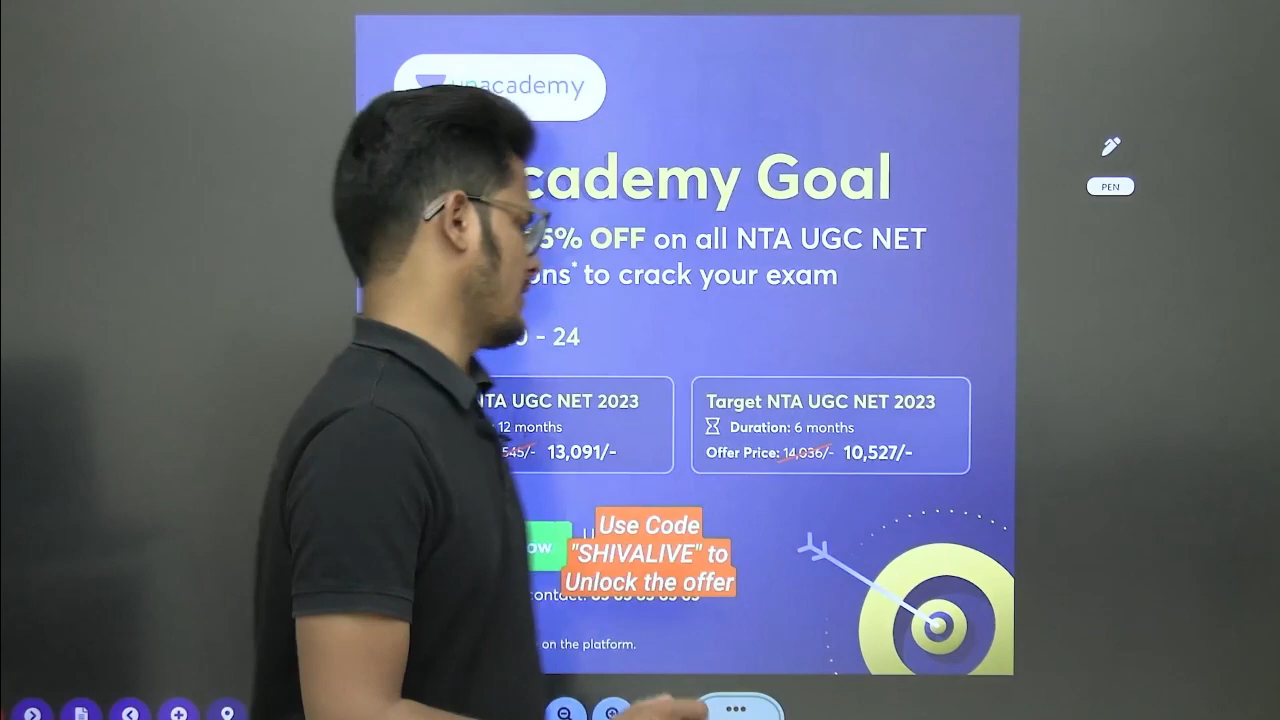 unacademy
cademy Goal
5% OFF on all NTA UGC NET
ons* to crack your exam
0 - 24
NTA UGC NET 2023
12 months
545/- 13,091/-
Target NTA UGC NET 2023
Duration: 6 months
Offer Price: 14,036/- 10,527/-
ow
Use Code
"SHIVALIVE" to
Unlock the offer
on the platform.
PEN